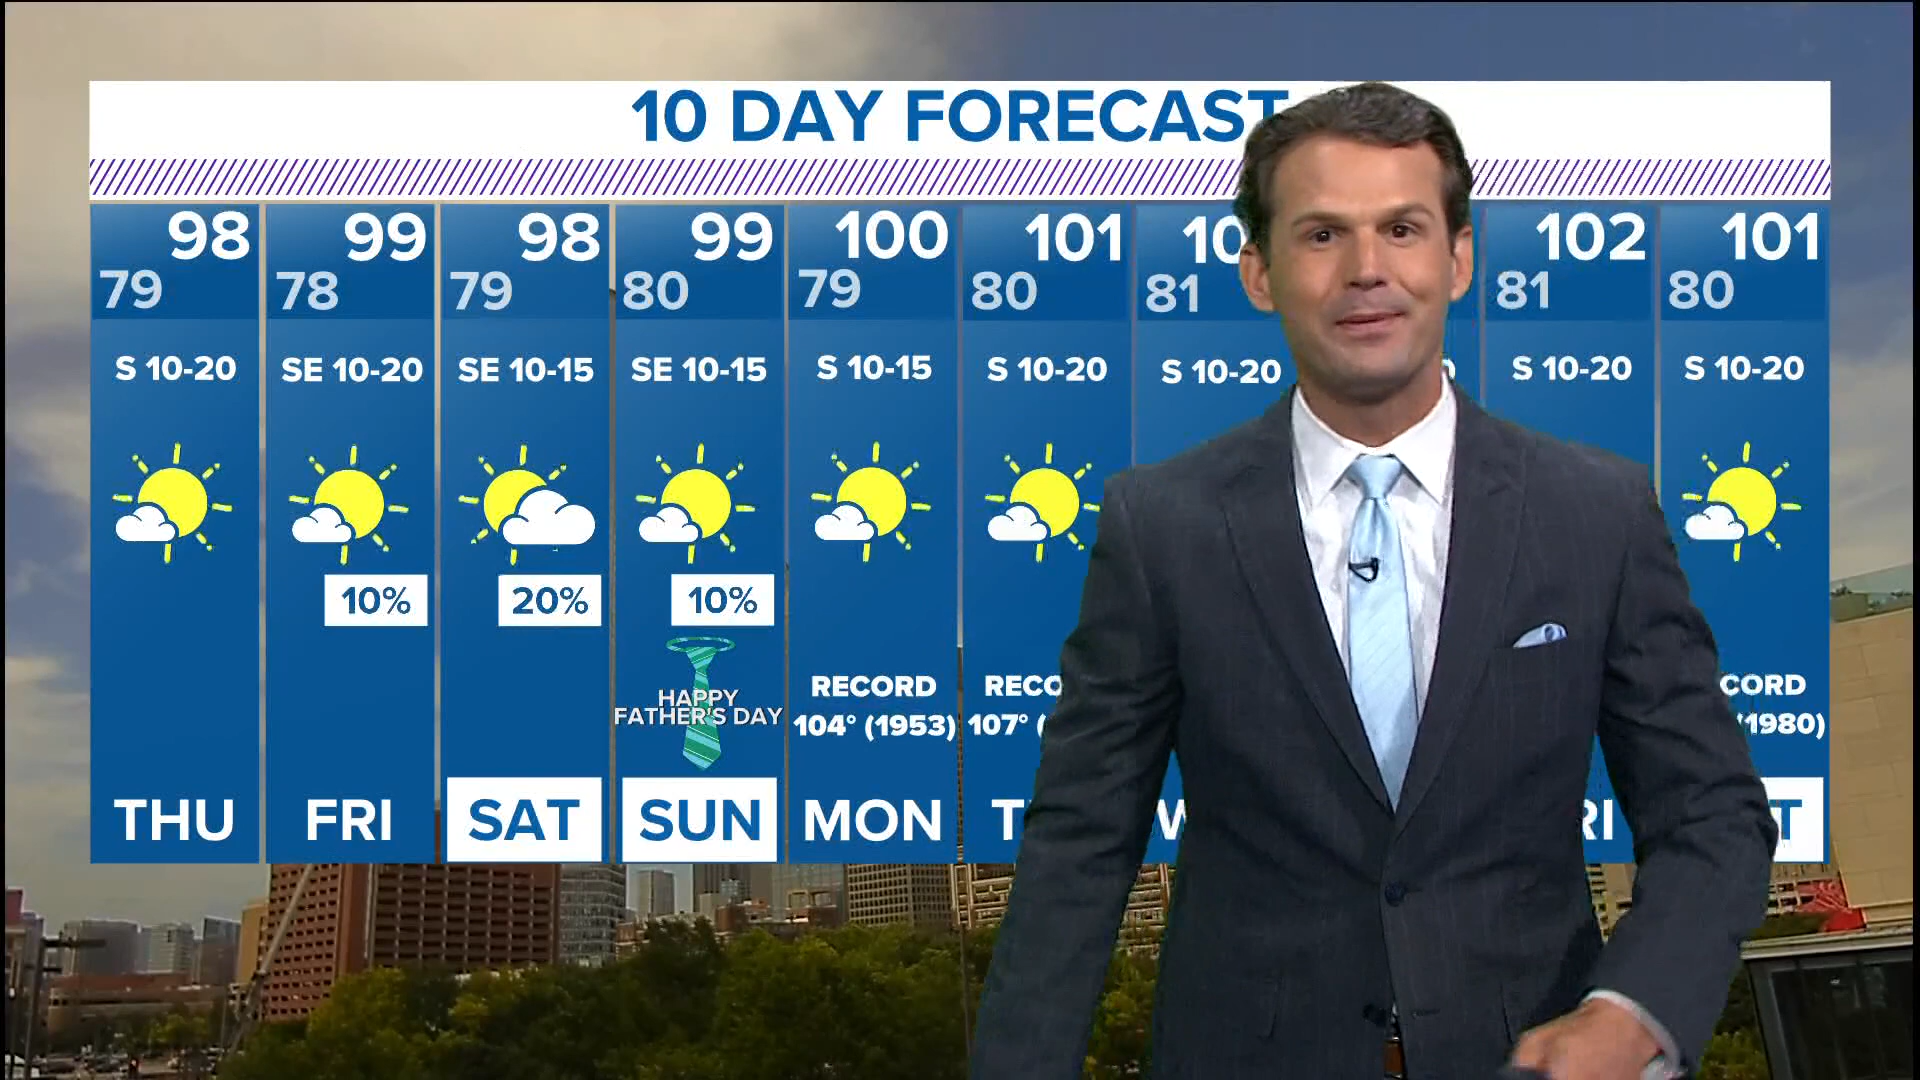 10 DAY FORECAST
98 99 98 99 100 101 102 101
79 78 79 80 79 80 81 81 80
S 10-20 SE 10-20 SE 10-15 SE 10-15 S 10-15 S 10-20 S 10-20 S 10-20 S 10-20
10% 20% 10%
HAPPY
FATHER'S DAY
RECORD
104° (1953) 107°
(1980)
THU FRI SAT SUN MON